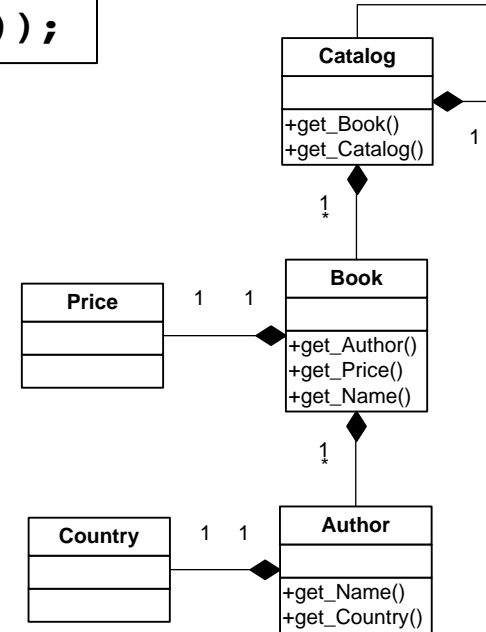 ));
Catalog
+get_Book()
+get_Catalog()
1
1
*
Book
Price
1 1
+get_Author()
+get_Price()
+get_Name()
1
*
Author
Country
1 1
+get_Name()
+get_Country()